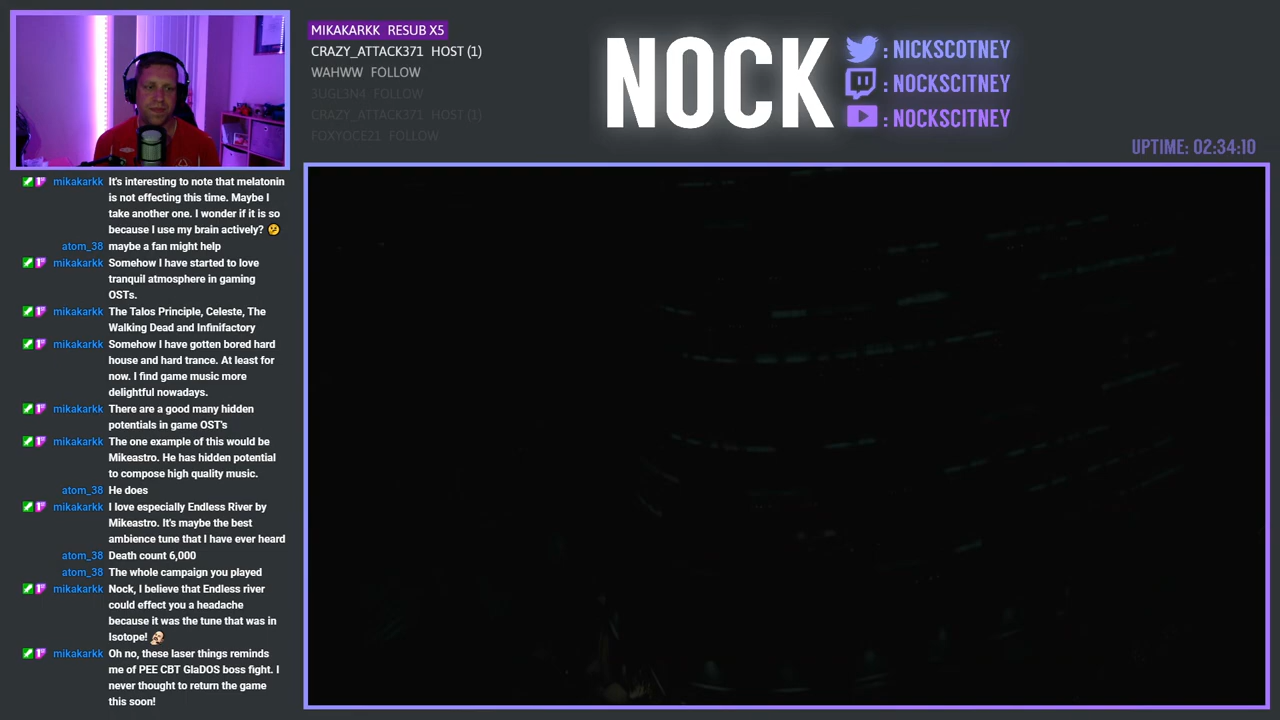 MIKAKARKK RESUB X5
CRAZY_ATTACK371 HOST (1)
WAHWW FOLLOW
3UGL3N4 FOLLOW
CRAZY_ATTACK371 HOST (1)
FOXYOCE21 FOLLOW
NOCK
: NICKSCOTNEY
: NOCKSCITNEY
: NOCKSCITNEY
UPTIME: 02:34:10
mikakarkk It's interesting to note that melatonin
is not effecting this time. Maybe I
take another one. I wonder if it is so
because I use my brain actively? 🤔
atom_38 maybe a fan might help
mikakarkk Somehow I have started to love
tranquil atmosphere in gaming
OSTs.
mikakarkk The Talos Principle, Celeste, The
Walking Dead and Infinifactory
mikakarkk Somehow I have gotten bored hard
house and hard trance. At least for
now. I find game music more
delightful nowadays.
mikakarkk There are a good many hidden
potentials in game OST's
mikakarkk The one example of this would be
Mikeastro. He has hidden potential
to compose high quality music.
atom_38 He does
mikakarkk I love especially Endless River by
Mikeastro. It's maybe the best
ambience tune that I have ever heard
atom_38 Death count 6,000
atom_38 The whole campaign you played
mikakarkk Nock, I believe that Endless river
could effect you a headache
because it was the tune that was in
Isotope!
mikakarkk Oh no, these laser things reminds
me of PEE CBT GlaDOS boss fight. I
never thought to return the game
this soon!